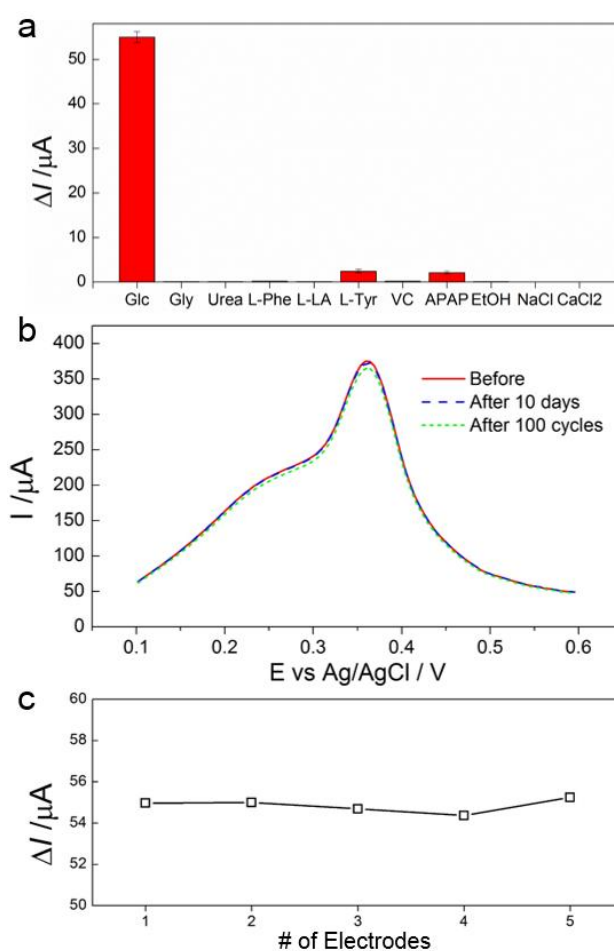 a
ΔI /μA
50
40
30
20
10
0
Glc Gly Urea L-Phe L-LA L-Tyr VC APAP EtOH NaCl CaCl2
b
I /μA
400
350
300
250
200
150
100
50
0
Before
After 10 days
After 100 cycles
0.1 0.2 0.3 0.4 0.5 0.6
E vs Ag/AgCl / V
c
ΔI /μA
60
58
56
54
52
50
1 2 3 4 5
# of Electrodes